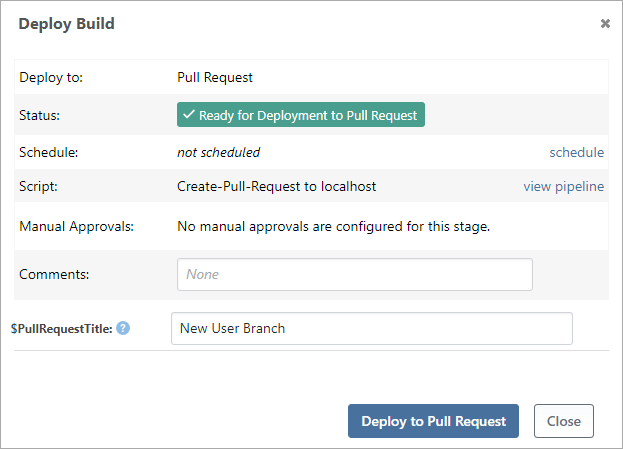 Deploy Build
Deploy to: Pull Request
Status: Ready for Deployment to Pull Request
Schedule: not scheduled schedule
Script: Create-Pull-Request to localhost view pipeline
Manual Approvals: No manual approvals are configured for this stage.
Comments: None
$PullRequestTitle: ? New User Branch
Deploy to Pull Request Close